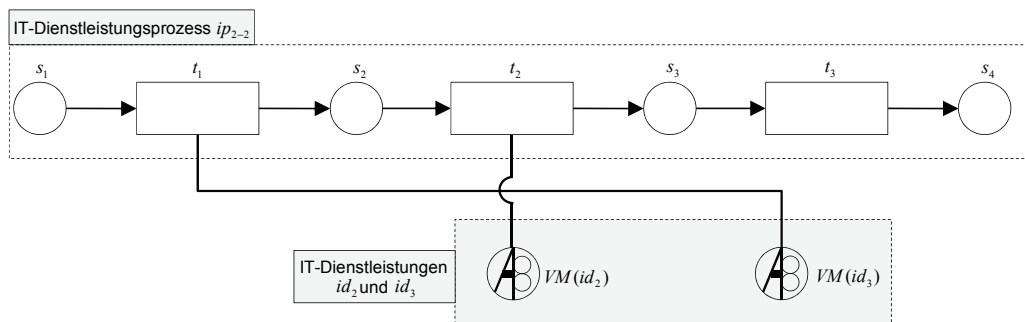 IT-Dienstleistungsprozess ip₂₋₂
s₁ t₁ s₂ t₂ s₃ t₃ s₄
IT-Dienstleistungen
id₂ und id₃
VM(id₂)
VM(id₃)